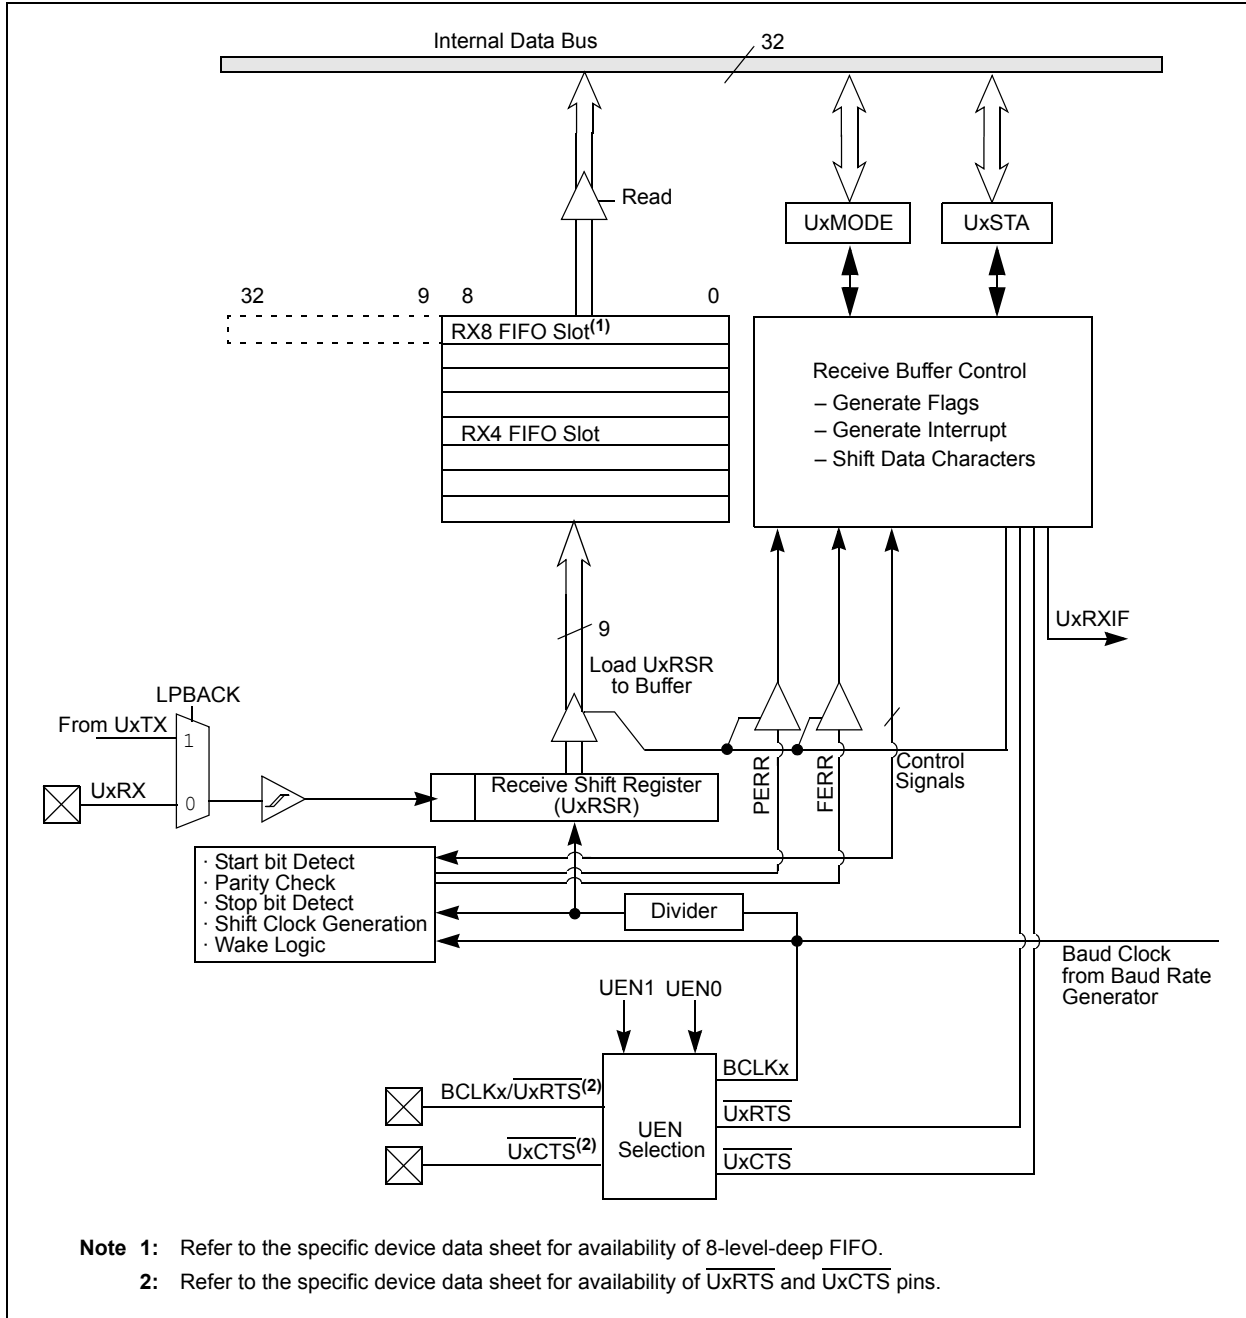 Internal Data Bus
32
Read
UxMODE
UxSTA
32
9
8
0
RX8 FIFO Slot(1)
RX4 FIFO Slot
Receive Buffer Control
– Generate Flags
– Generate Interrupt
– Shift Data Characters
9
UxRXIF
Load UxRSR
to Buffer
LPBACK
From UxTX
1
UxRX
0
Receive Shift Register
(UxRSR)
PERR
FERR
Control
Signals
· Start bit Detect
· Parity Check
· Stop bit Detect
· Shift Clock Generation
· Wake Logic
Divider
Baud Clock
from Baud Rate
Generator
UEN1
UEN0
BCLKx
BCLKx/UxRTS(2)
UxRTS
UEN
Selection
UxCTS(2)
UxCTS
Note 1: Refer to the specific device data sheet for availability of 8-level-deep FIFO.
2: Refer to the specific device data sheet for availability of UxRTS and UxCTS pins.